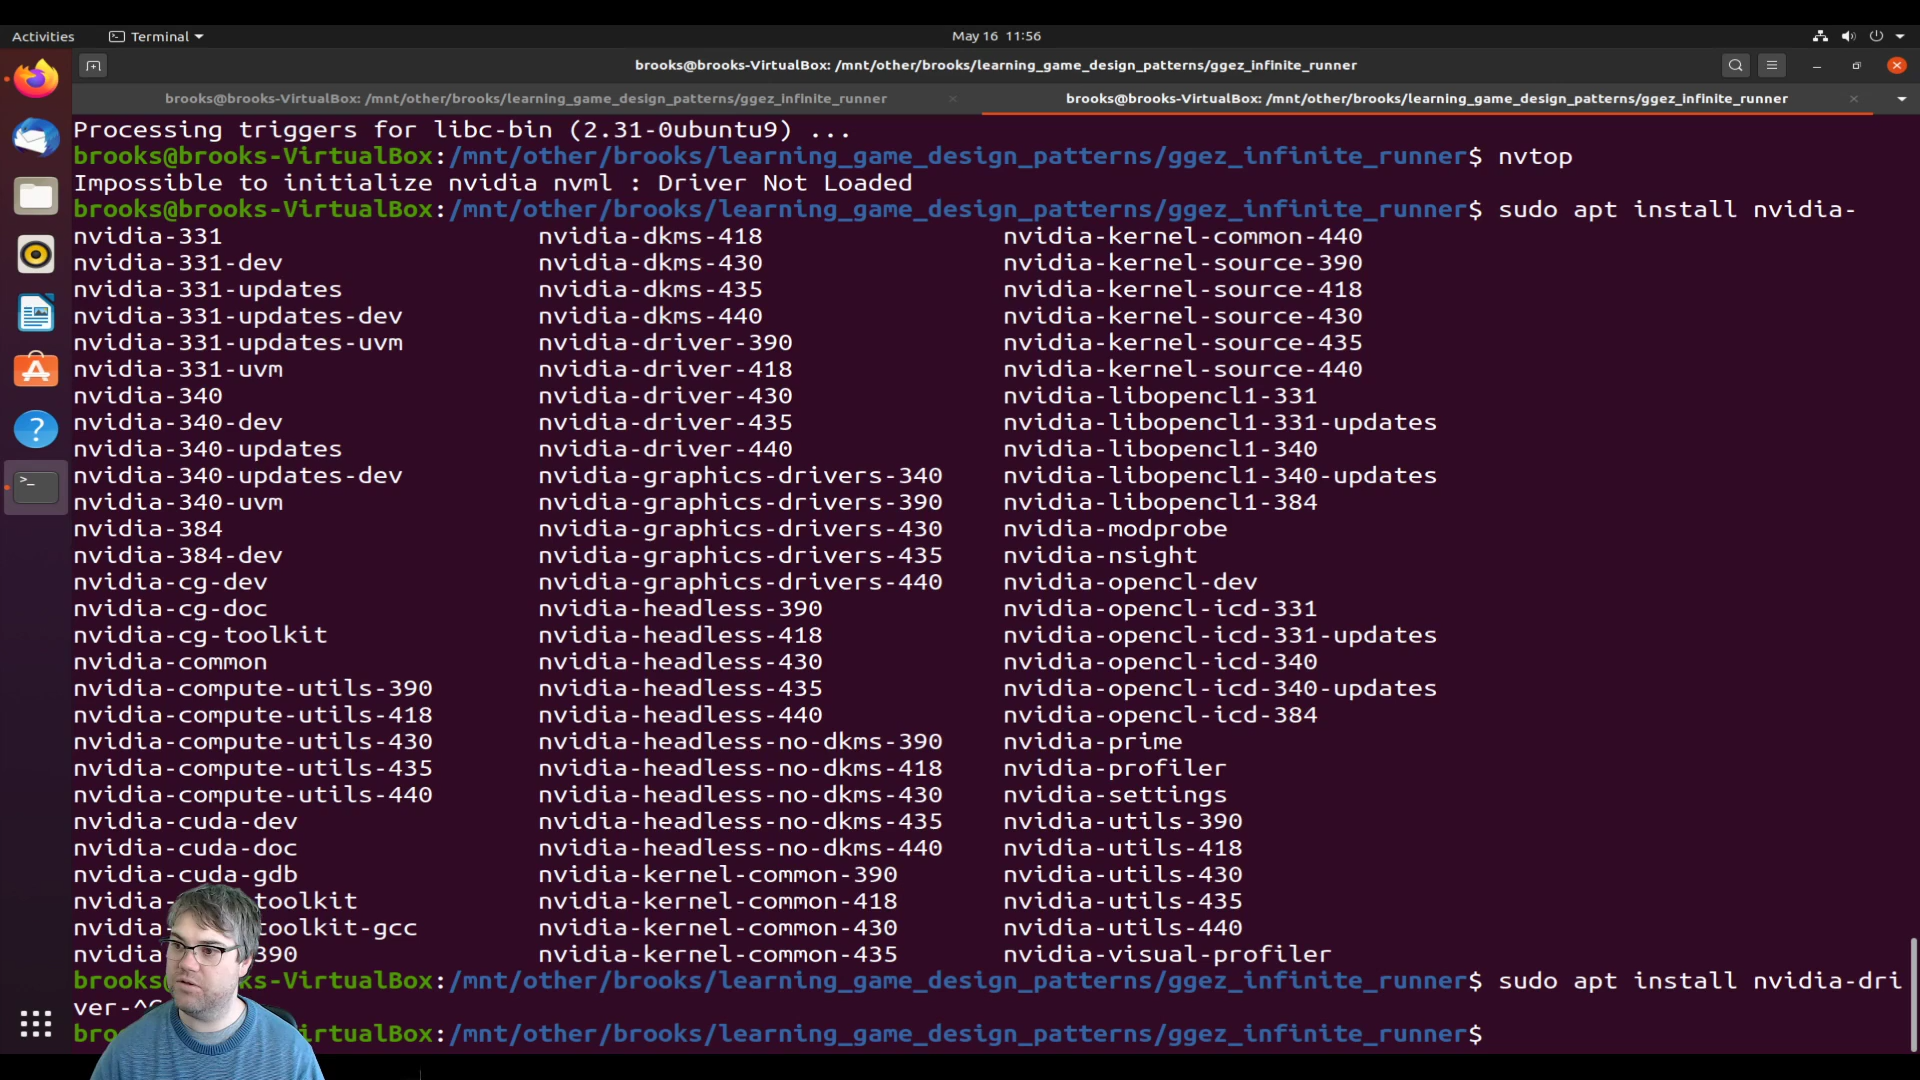 Activities Terminal May 16 11:56
brooks@brooks-VirtualBox: /mnt/other/brooks/learning_game_design_patterns/ggez_infinite_runner
brooks@brooks-VirtualBox: /mnt/other/brooks/learning_game_design_patterns/ggez_infinite_runner brooks@brooks-VirtualBox: /mnt/other/brooks/learning_game_design_patterns/ggez_infinite_runner
Processing triggers for libc-bin (2.31-0ubuntu9) ...
brooks@brooks-VirtualBox:/mnt/other/brooks/learning_game_design_patterns/ggez_infinite_runner$ nvtop
Impossible to initialize nvidia nvml : Driver Not Loaded
brooks@brooks-VirtualBox:/mnt/other/brooks/learning_game_design_patterns/ggez_infinite_runner$ sudo apt install nvidia-
nvidia-331 nvidia-dkms-418 nvidia-kernel-common-440
nvidia-331-dev nvidia-dkms-430 nvidia-kernel-source-390
nvidia-331-updates nvidia-dkms-435 nvidia-kernel-source-418
nvidia-331-updates-dev nvidia-dkms-440 nvidia-kernel-source-430
nvidia-331-updates-uvm nvidia-driver-390 nvidia-kernel-source-435
nvidia-331-uvm nvidia-driver-418 nvidia-kernel-source-440
nvidia-340 nvidia-driver-430 nvidia-libopencl1-331
nvidia-340-dev nvidia-driver-435 nvidia-libopencl1-331-updates
nvidia-340-updates nvidia-driver-440 nvidia-libopencl1-340
nvidia-340-updates-dev nvidia-graphics-drivers-340 nvidia-libopencl1-340-updates
nvidia-340-uvm nvidia-graphics-drivers-390 nvidia-libopencl1-384
nvidia-384 nvidia-graphics-drivers-430 nvidia-modprobe
nvidia-384-dev nvidia-graphics-drivers-435 nvidia-nsight
nvidia-cg-dev nvidia-graphics-drivers-440 nvidia-opencl-dev
nvidia-cg-doc nvidia-headless-390 nvidia-opencl-icd-331
nvidia-cg-toolkit nvidia-headless-418 nvidia-opencl-icd-331-updates
nvidia-common nvidia-headless-430 nvidia-opencl-icd-340
nvidia-compute-utils-390 nvidia-headless-435 nvidia-opencl-icd-340-updates
nvidia-compute-utils-418 nvidia-headless-440 nvidia-opencl-icd-384
nvidia-compute-utils-430 nvidia-headless-no-dkms-390 nvidia-prime
nvidia-compute-utils-435 nvidia-headless-no-dkms-418 nvidia-profiler
nvidia-compute-utils-440 nvidia-headless-no-dkms-430 nvidia-settings
nvidia-cuda-dev nvidia-headless-no-dkms-435 nvidia-utils-390
nvidia-cuda-doc nvidia-headless-no-dkms-440 nvidia-utils-418
nvidia-cuda-gdb nvidia-kernel-common-390 nvidia-utils-430
nvidia- toolkit nvidia-kernel-common-418 nvidia-utils-435
nvidia- toolkit-gcc nvidia-kernel-common-430 nvidia-utils-440
nvidia 390 nvidia-kernel-common-435 nvidia-visual-profiler
brooks ks-VirtualBox:/mnt/other/brooks/learning_game_design_patterns/ggez_infinite_runner$ sudo apt install nvidia-dri
ver-^C
bro irtualBox:/mnt/other/brooks/learning_game_design_patterns/ggez_infinite_runner$